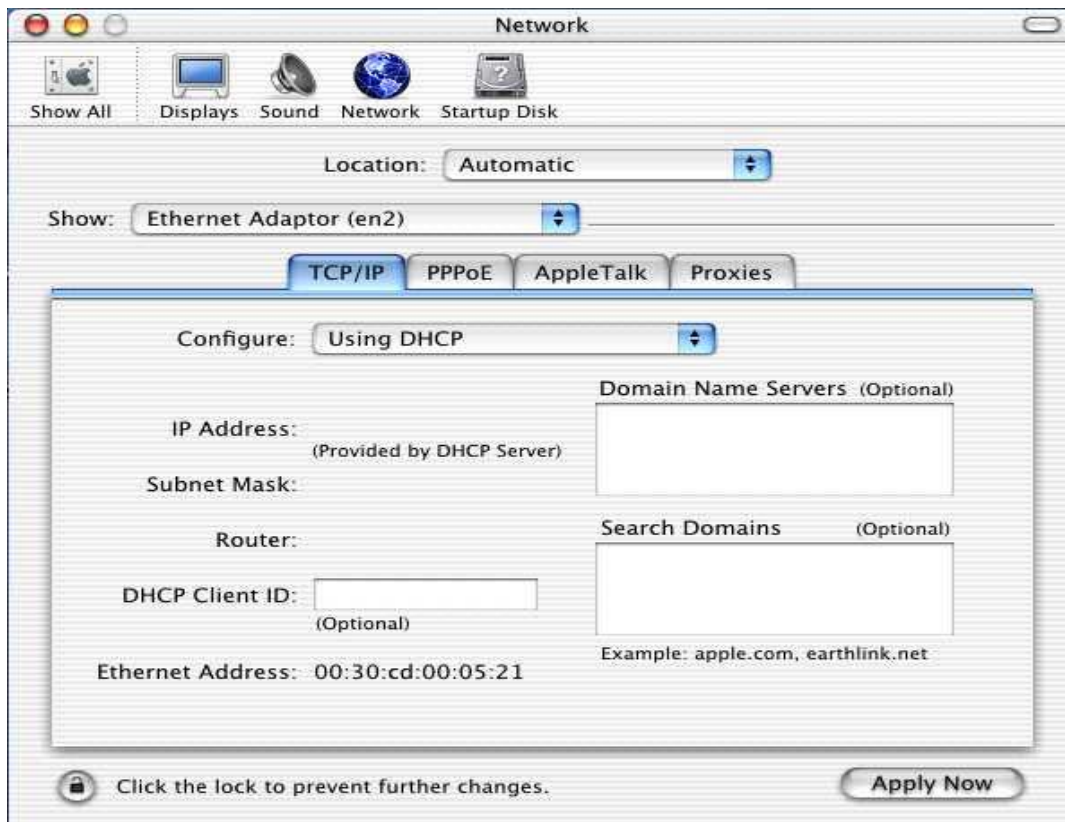 Network
Show All Displays Sound Network Startup Disk
Location: Automatic
Show: Ethernet Adaptor (en2)
TCP/IP PPPoE AppleTalk Proxies
Configure: Using DHCP
Domain Name Servers (Optional)
IP Address:
(Provided by DHCP Server)
Subnet Mask:
Search Domains (Optional)
Router:
DHCP Client ID:
(Optional)
Example: apple.com, earthlink.net
Ethernet Address: 00:30:cd:00:05:21
Click the lock to prevent further changes.
Apply Now